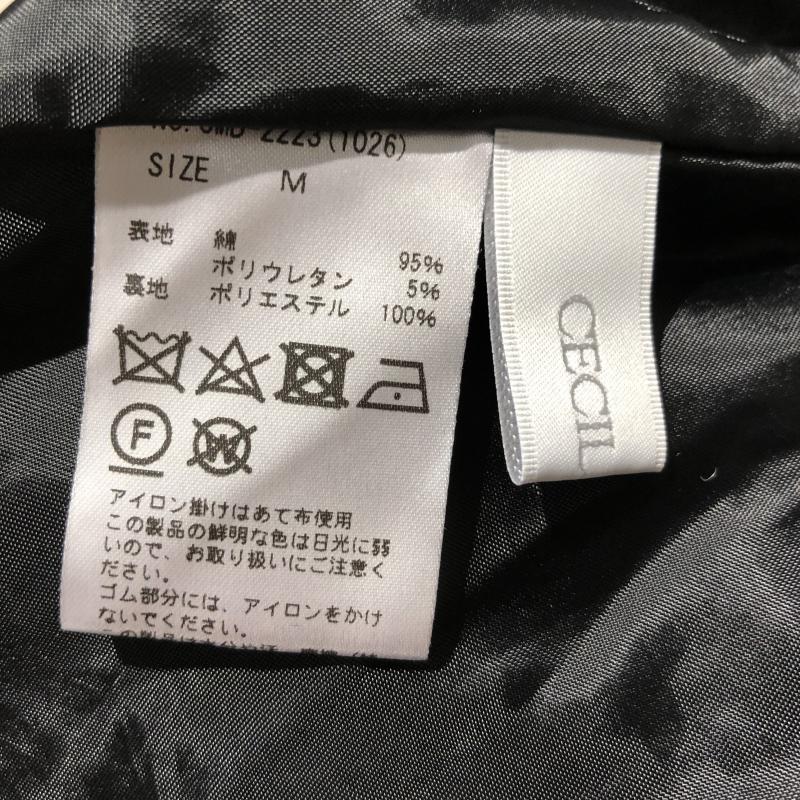 2223(1026)
SIZE M
表地 綿 95%
ポリウレタン 5%
裏地 ポリエステル 100%
F
W
アイロン掛けはあて布使用
この製品の鮮明な色は日光に弱
いので、お取り扱いにご注意く
ださい。
ゴム部分には、アイロンをかけ
ないでください。
CECIL